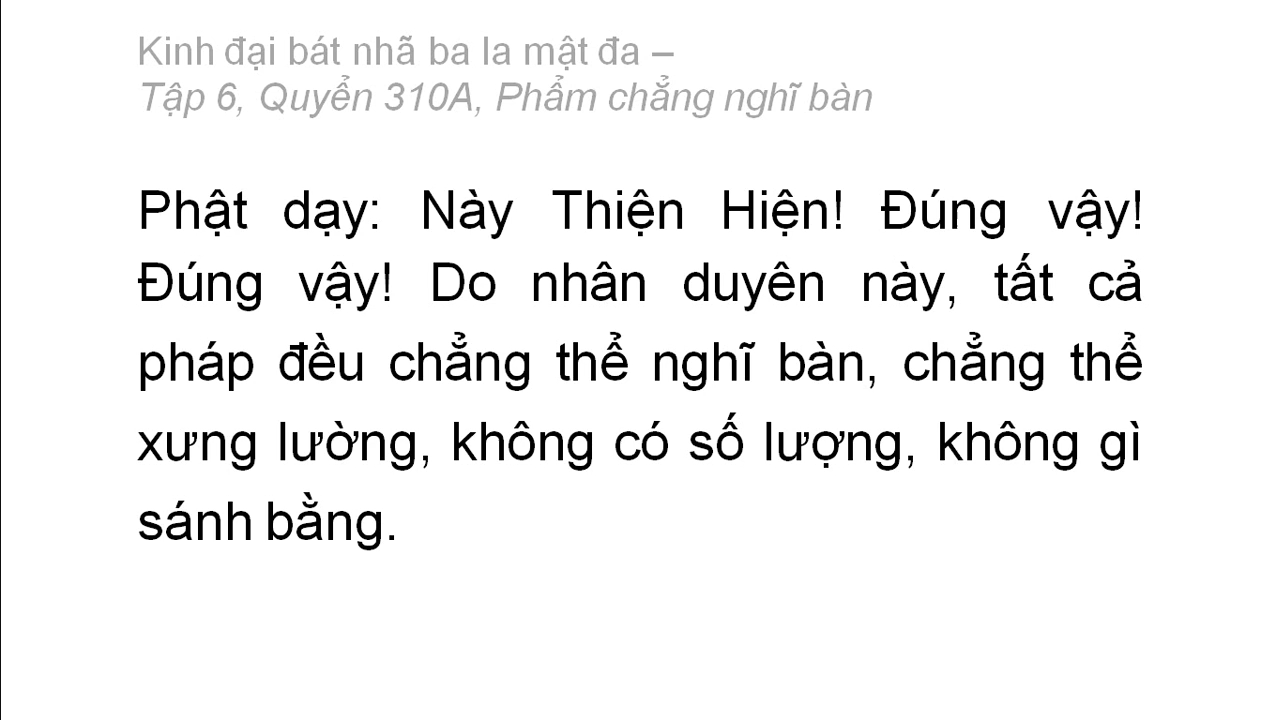 Kinh đại bát nhã ba la mật đa –
Tập 6, Quyển 310A, Phẩm chẳng nghĩ bàn
Phật dạy: Này Thiện Hiện! Đúng vậy!
Đúng vậy! Do nhân duyên này, tất cả
pháp đều chẳng thể nghĩ bàn, chẳng thể
xưng lường, không có số lượng, không gì
sánh bằng.